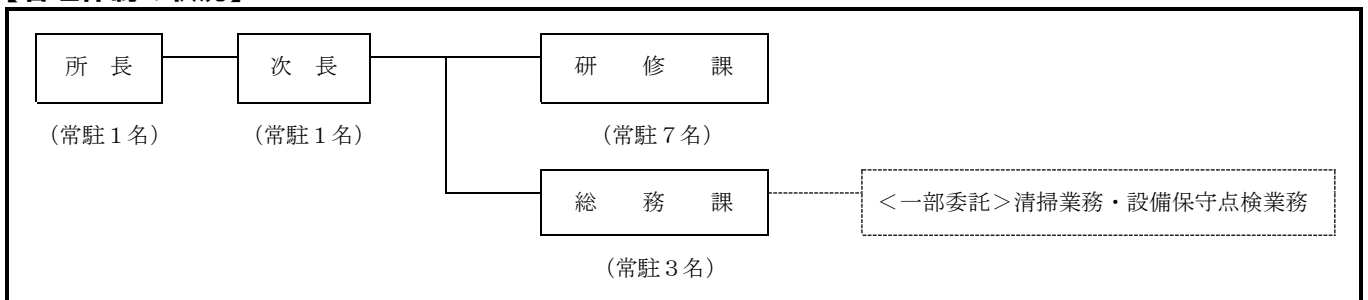 所　長　次　長　研　修　課
（常駐１名）　（常駐１名）　（常駐７名）
総　務　課　＜一部委託＞清掃業務・設備保守点検業務
（常駐３名）